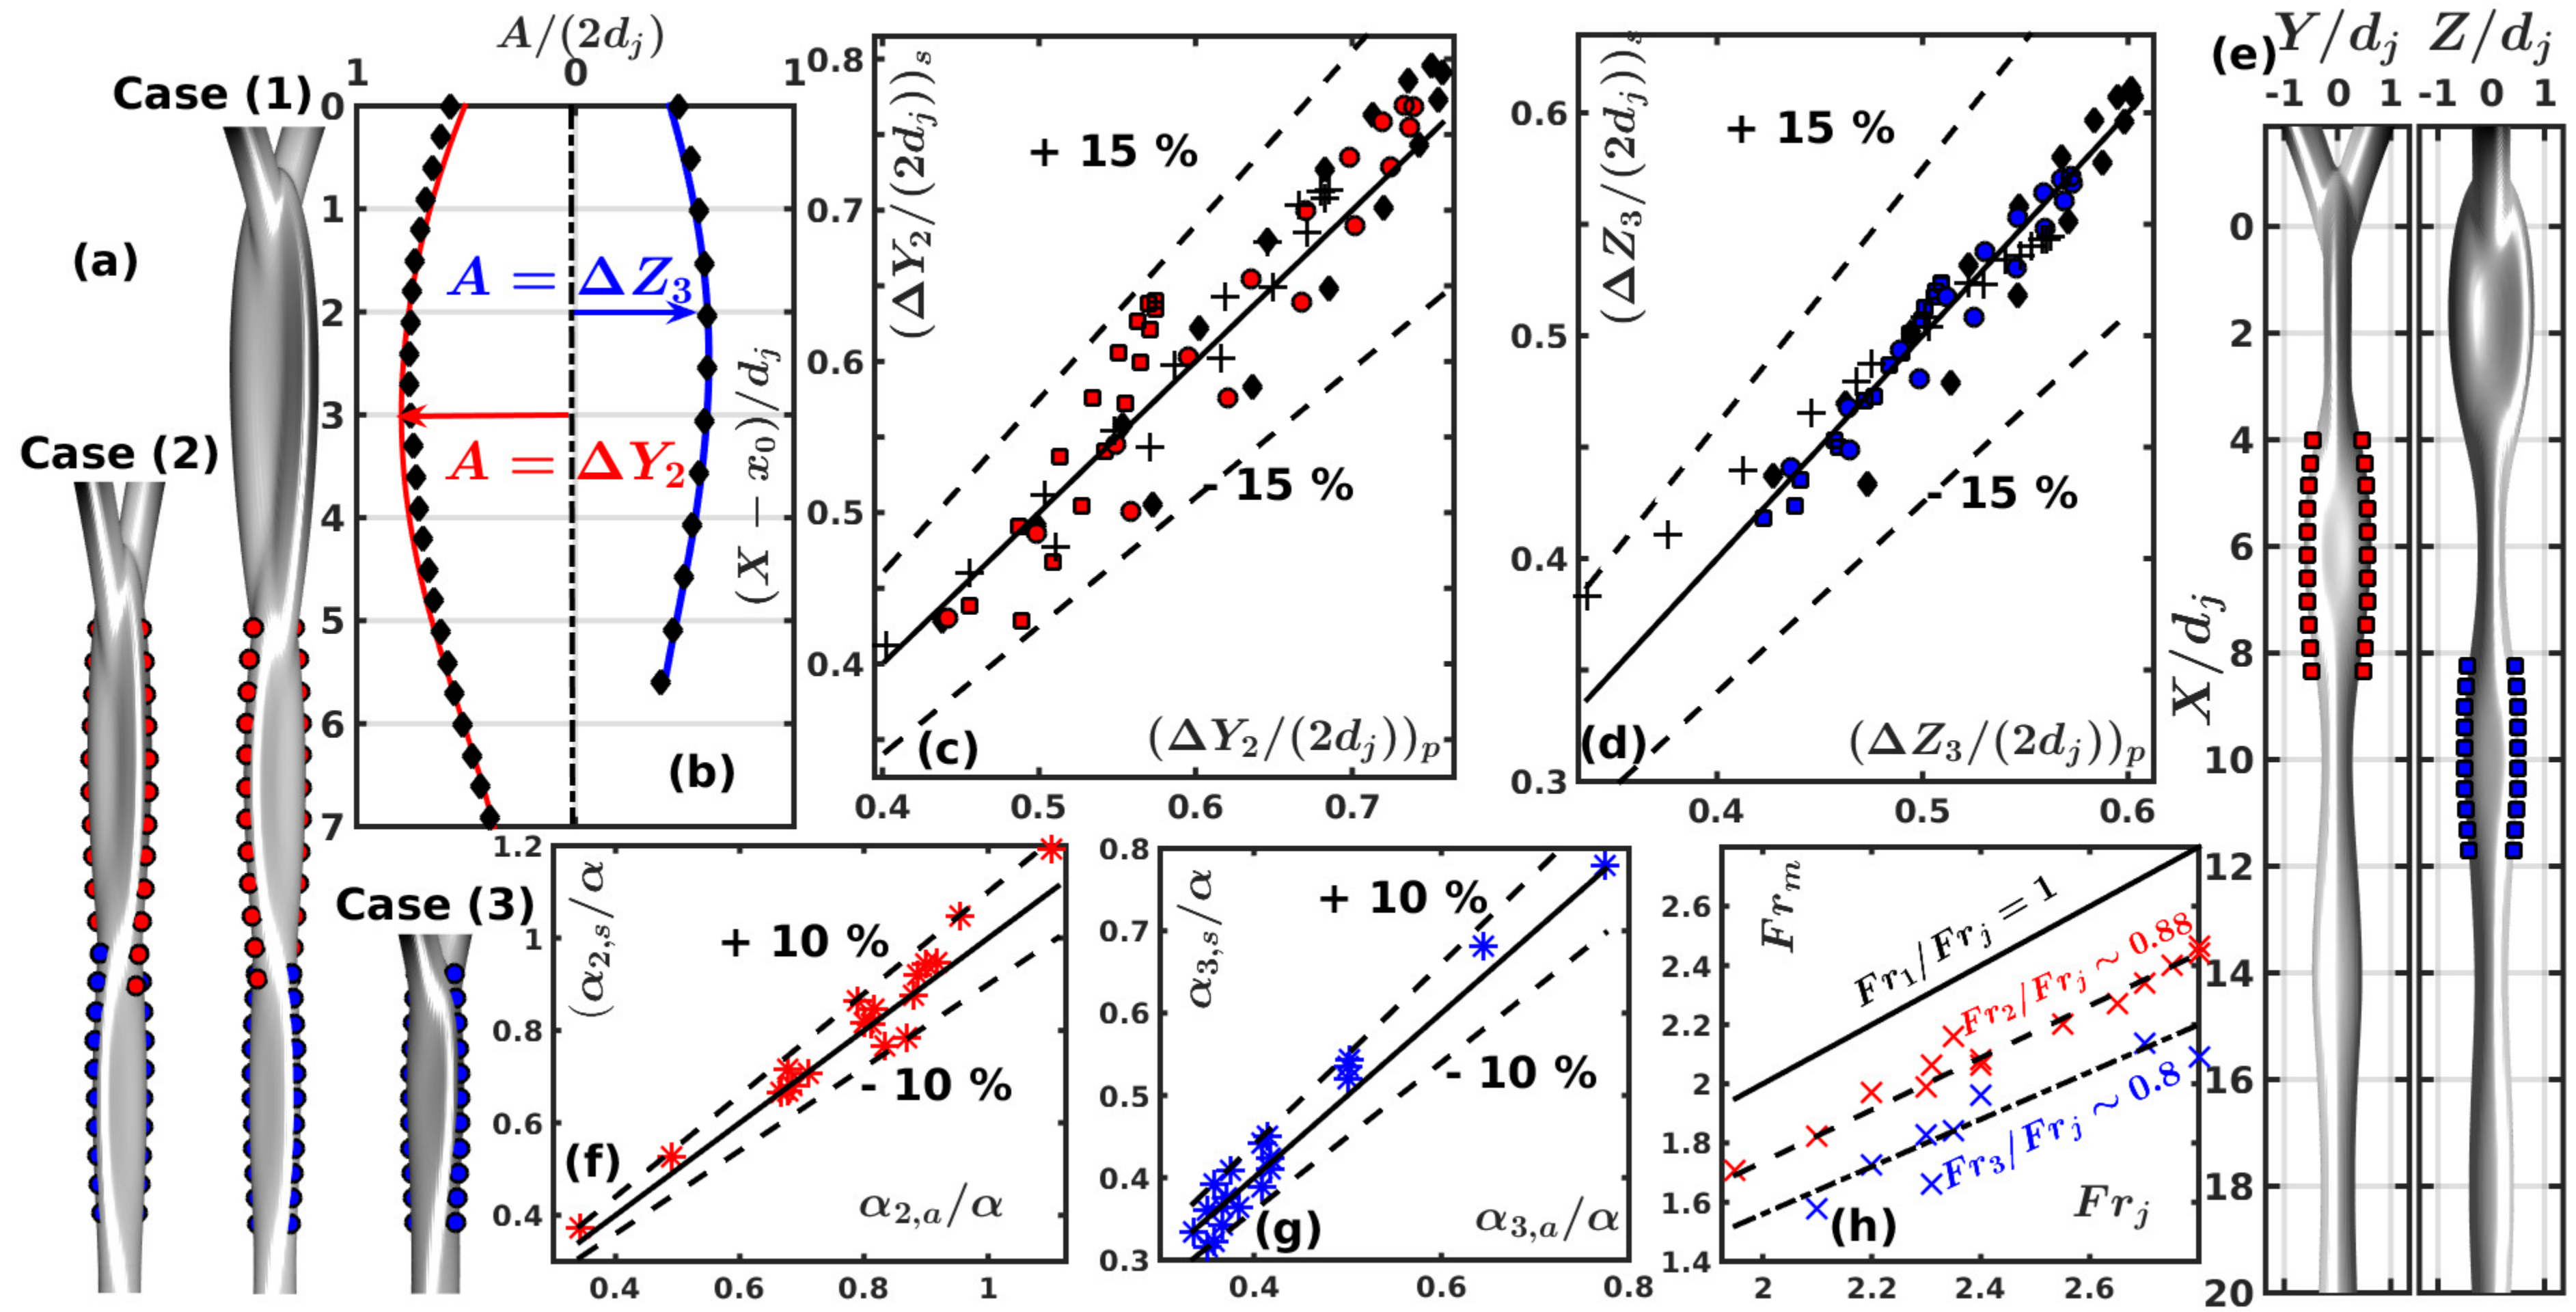 Case (1)
(a)
Case (2)
Case (3)
A/(2d_j)
1 0 1
0
1
2
3
4
5
6
7
A = ΔZ_3
A = ΔY_2
(X − x_0)/d_j
(b)
0.8
0.7
0.6
0.5
0.4
(ΔY_2/(2d_j))_s
+ 15 %
- 15 %
(c)
(ΔY_2/(2d_j))_p
0.4 0.5 0.6 0.7
0.6
0.5
0.4
0.3
(ΔZ_3/(2d_j))_s
+ 15 %
- 15 %
(d)
(ΔZ_3/(2d_j))_p
0.4 0.5 0.6
(e)
Y/d_j Z/d_j
-1 0 1 -1 0 1
X/d_j
0
2
4
6
8
10
12
14
16
18
20
1.2
1
0.8
0.6
0.4
(α_{2,s}/α
+ 10 %
- 10 %
(f)
α_{2,a}/α
0.4 0.6 0.8 1
0.8
0.7
0.6
0.5
0.4
0.3
α_{3,s}/α
+ 10 %
- 10 %
(g)
α_{3,a}/α
0.4 0.6 0.8
2.6
2.4
2.2
2
1.8
1.6
1.4
Fr_m
Fr_1/Fr_j = 1
Fr_2/Fr_j ∼ 0.88
Fr_3/Fr_j ∼ 0.8
(h)
Fr_j
2 2.2 2.4 2.6